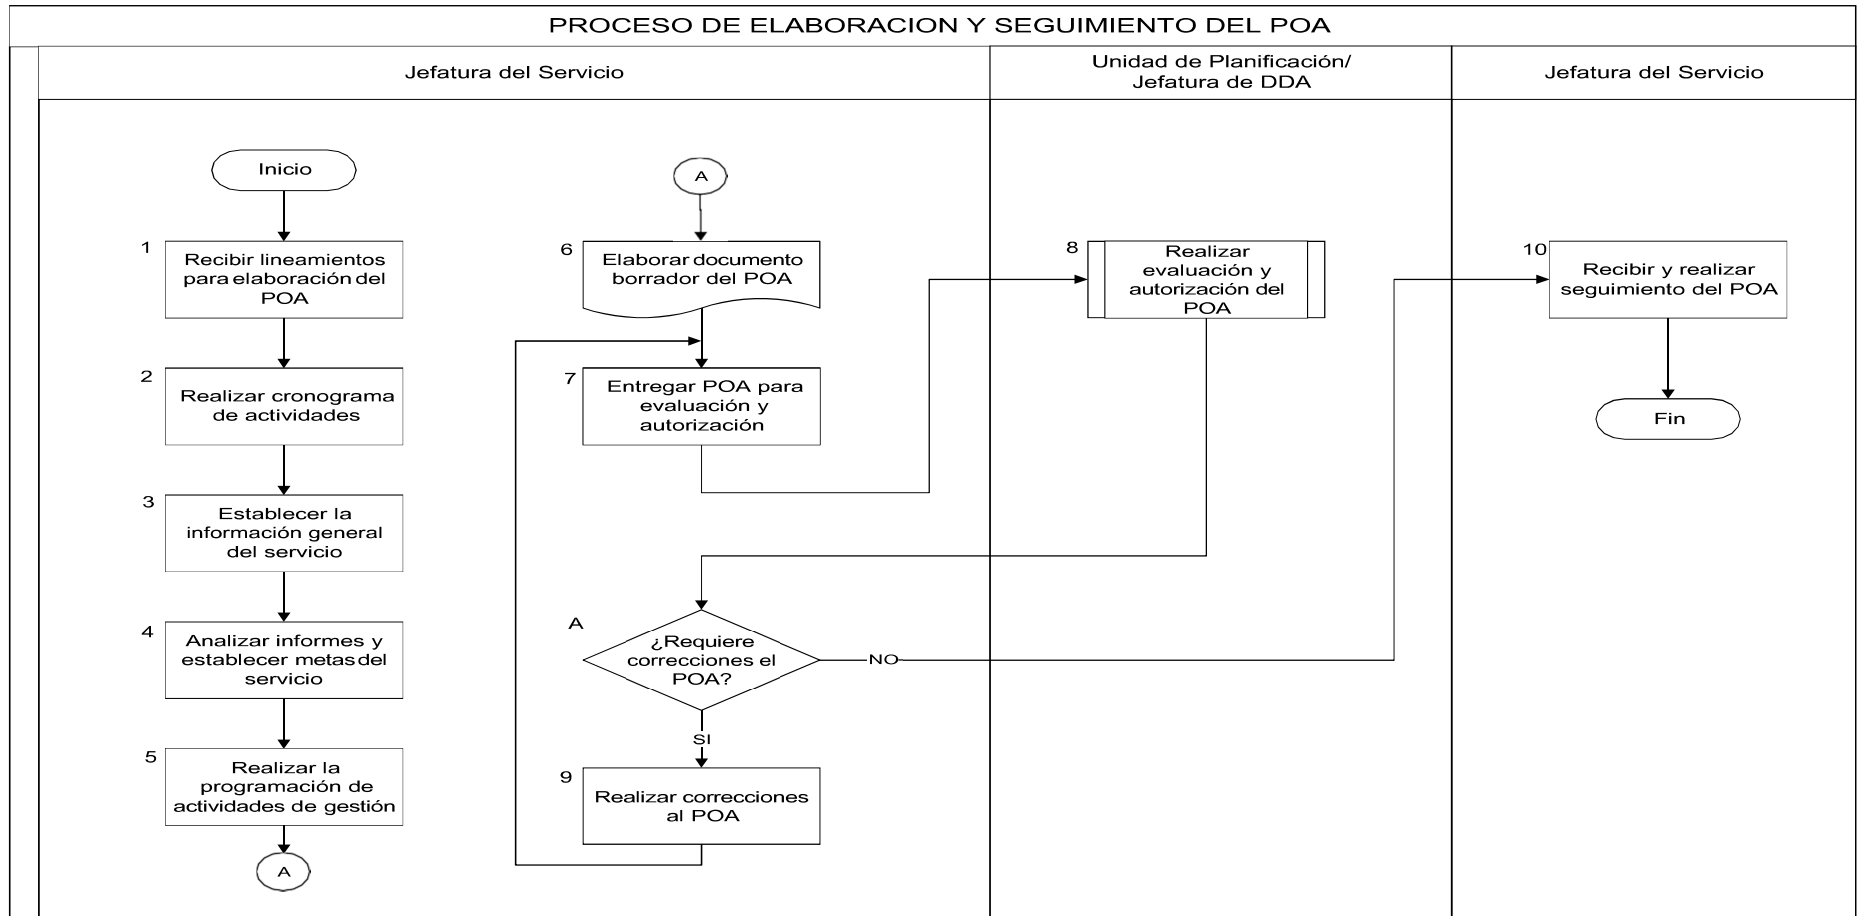 PROCESO DE ELABORACION Y SEGUIMIENTO DEL POA
Jefatura del Servicio
Unidad de Planificación/
Jefatura de DDA
Jefatura del Servicio
Inicio
1
Recibir lineamientos
para elaboración del
POA
2
Realizar cronograma
de actividades
3
Establecer la
información general
del servicio
4
Analizar informes y
establecer metas del
servicio
5
Realizar la
programación de
actividades de gestión
A
A
6
Elaborar documento
borrador del POA
7
Entregar POA para
evaluación y
autorización
A
¿Requiere
correcciones el
POA?
NO
SI
9
Realizar correcciones
al POA
8
Realizar
evaluación y
autorización del
POA
10
Recibir y realizar
seguimiento del POA
Fin